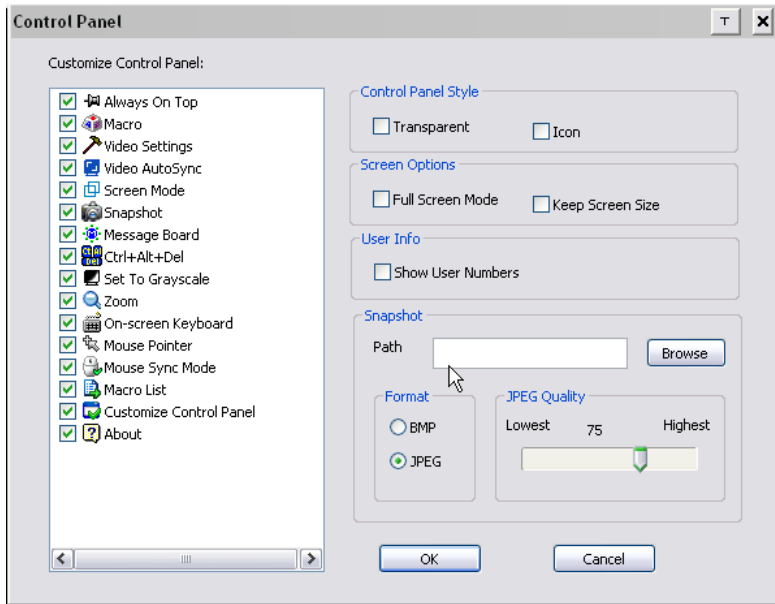 Control Panel
T
Customize Control Panel:
Always On Top
Macro
Video Settings
Video AutoSync
Screen Mode
Snapshot
Message Board
Ctrl+Alt+Del
Set To Grayscale
Zoom
On-screen Keyboard
Mouse Pointer
Mouse Sync Mode
Macro List
Customize Control Panel
About
Control Panel Style
Transparent Icon
Screen Options
Full Screen Mode Keep Screen Size
User Info
Show User Numbers
Snapshot
Path Browse
Format
BMP
JPEG
JPEG Quality
Lowest 75 Highest
OK Cancel